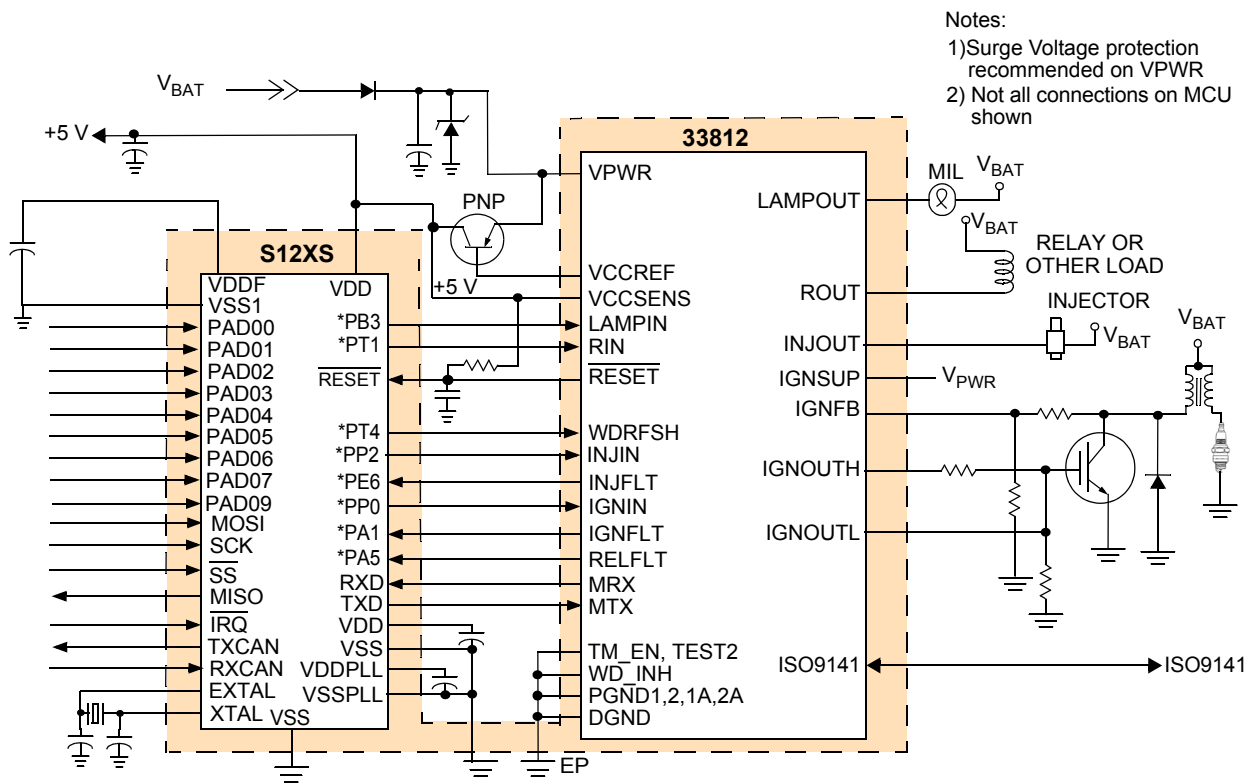 Notes:
1)Surge Voltage protection
recommended on VPWR
2) Not all connections on MCU
shown
VBAT
+5 V
33812
PNP
VPWR
LAMPOUT
MIL
VBAT
VBAT
RELAY OR
OTHER LOAD
S12XS
VDDF
VDD
+5 V
VCCREF
VCCSENS
ROUT
INJECTOR
VSS1
PAD00
*PB3
LAMPIN
PAD01
*PT1
RIN
INJOUT
VBAT
VBAT
PAD02
RESET
RESET
IGNSUP
VPWR
PAD03
IGNFB
PAD04
PAD05
*PT4
WDRFSH
PAD06
*PP2
INJIN
IGNOUTH
PAD07
*PE6
INJFLT
PAD09
*PP0
IGNIN
MOSI
*PA1
IGNFLT
IGNOUTL
SCK
*PA5
RELFLT
SS
RXD
MRX
MISO
TXD
MTX
IRQ
VDD
TXCAN
VSS
TM_EN, TEST2
RXCAN
VDDPLL
WD_INH
ISO9141
ISO9141
EXTAL
VSSPLL
PGND1,2,1A,2A
XTAL
VSS
DGND
EP